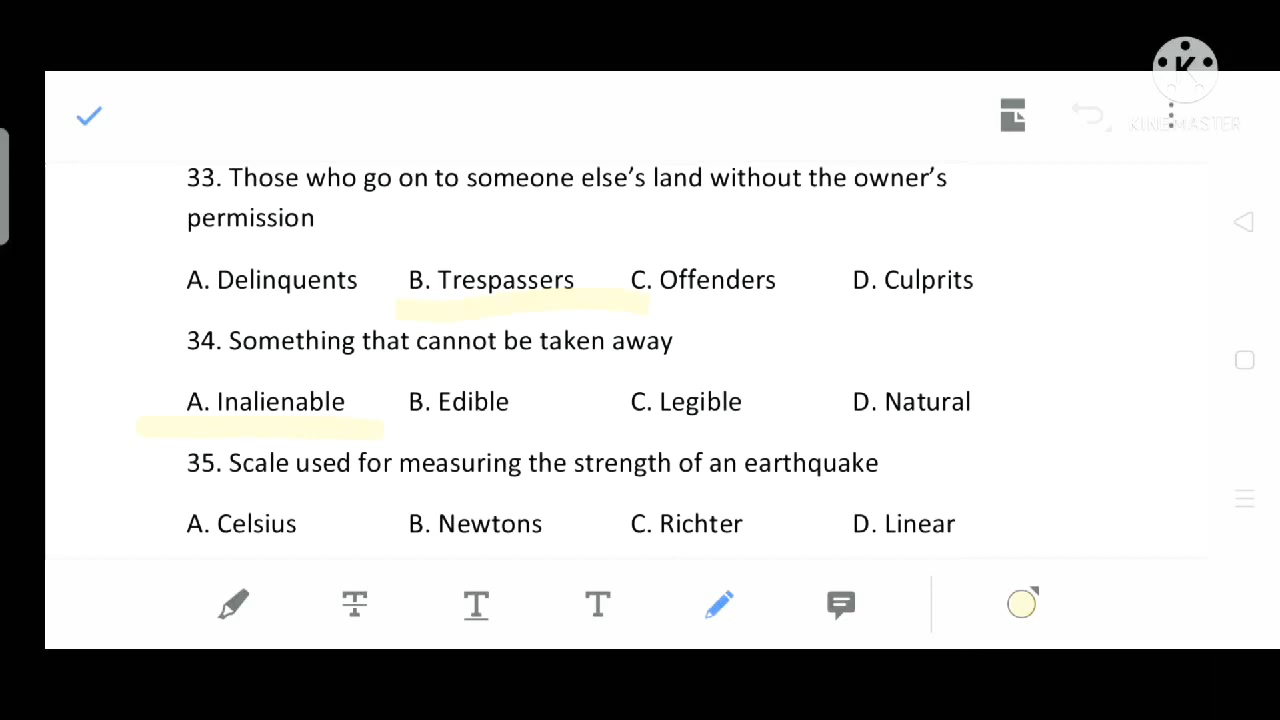 K
KINEMASTER
33. Those who go on to someone else’s land without the owner’s
permission
A. Delinquents B. Trespassers C. Offenders D. Culprits
34. Something that cannot be taken away
A. Inalienable B. Edible C. Legible D. Natural
35. Scale used for measuring the strength of an earthquake
A. Celsius B. Newtons C. Richter D. Linear
T T T